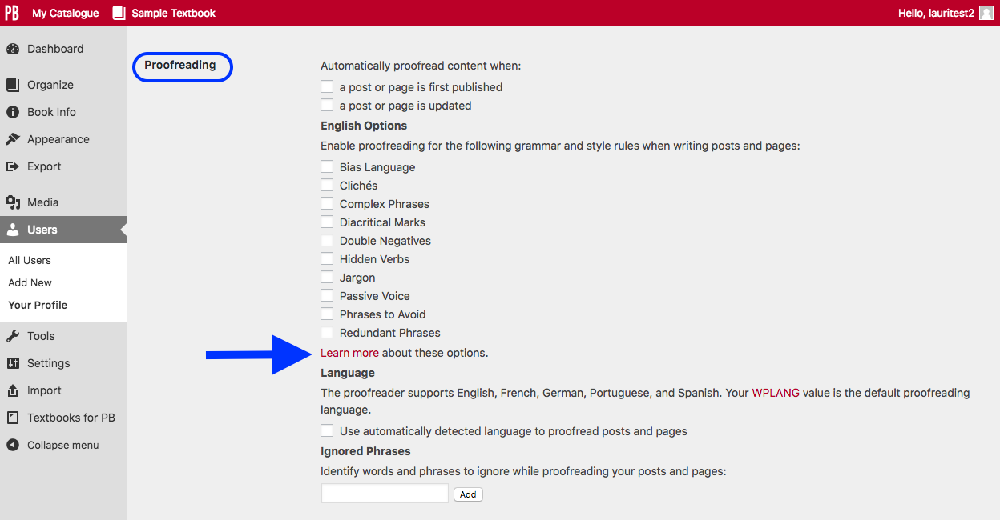 PB My Catalogue Sample Textbook Hello, lauritest2
Dashboard
Organize
Book Info
Appearance
Export
Media
Users
All Users
Add New
Your Profile
Tools
Settings
Import
Textbooks for PB
Collapse menu
Proofreading
Automatically proofread content when:
a post or page is first published
a post or page is updated
English Options
Enable proofreading for the following grammar and style rules when writing posts and pages:
Bias Language
Clichés
Complex Phrases
Diacritical Marks
Double Negatives
Hidden Verbs
Jargon
Passive Voice
Phrases to Avoid
Redundant Phrases
Learn more about these options.
Language
The proofreader supports English, French, German, Portuguese, and Spanish. Your WPLANG value is the default proofreading
language.
Use automatically detected language to proofread posts and pages
Ignored Phrases
Identify words and phrases to ignore while proofreading your posts and pages:
Add